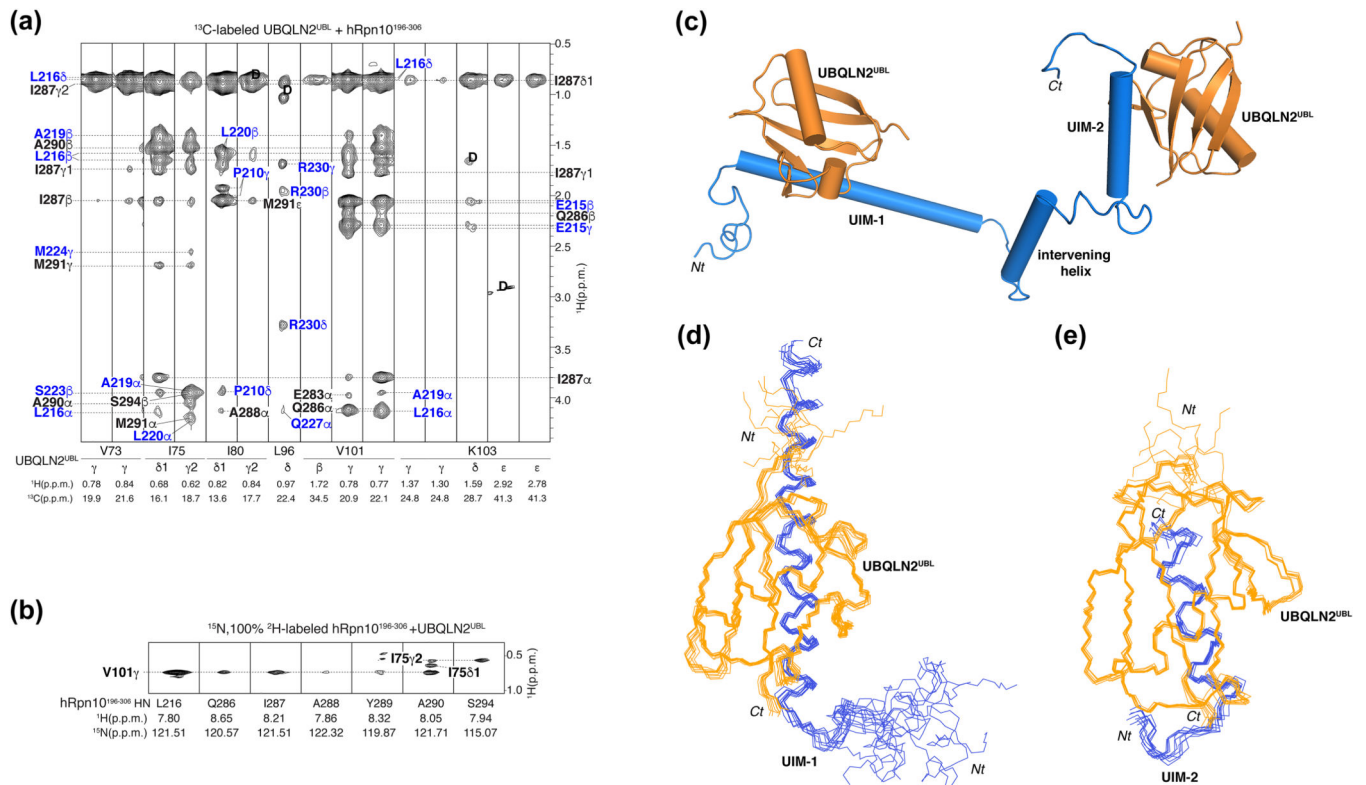 (a)
¹³C-labeled UBQLN2ᵁᴮᴸ + hRpn10¹⁹⁶⁻³⁰⁶
L216δ
I287γ2
A219β
A290β
L216β
I287γ1
I287β
M224γ
M291γ
S223β
A290α
L216α
D
D
D
D
L216δ
L220β
P210γ
R230γ
R230β
M291ε
R230δ
A219α
S294β
M291α
L220α
P210δ
A288α
Q227α
E283α
Q286α
I287δ1
I287γ1
E215β
Q286β
E215γ
I287α
A219α
L216α
0.5
1.0
1.5
2.0
2.5
3.0
3.5
4.0
¹H(p.p.m.)
V73 I75 I80 L96 V101 K103
UBQLN2ᵁᴮᴸ γ γ δ1 γ2 δ1 γ2 δ β γ γ γ γ δ ε ε
¹H(p.p.m.) 0.78 0.84 0.68 0.62 0.82 0.84 0.97 1.72 0.78 0.77 1.37 1.30 1.59 2.92 2.78
¹³C(p.p.m.) 19.9 21.6 16.1 18.7 13.6 17.7 22.4 34.5 20.9 22.1 24.8 24.8 28.7 41.3 41.3
(b)
¹⁵N,100% ²H-labeled hRpn10¹⁹⁶⁻³⁰⁶ +UBQLN2ᵁᴮᴸ
V101γ
I75γ2
I75δ1
0.5
1.0
¹H(p.p.m.)
hRpn10¹⁹⁶⁻³⁰⁶ HN L216 Q286 I287 A288 Y289 A290 S294
¹H(p.p.m.) 7.80 8.65 8.21 7.86 8.32 8.05 7.94
¹⁵N(p.p.m.) 121.51 120.57 121.51 122.32 119.87 121.71 115.07
(c)
UBQLN2ᵁᴮᴸ
UIM-1
Nt
intervening
helix
UIM-2
Ct
UBQLN2ᵁᴮᴸ
(d)
Ct
Nt
UBQLN2ᵁᴮᴸ
Ct
UIM-1
Nt
(e)
Nt
Ct
UBQLN2ᵁᴮᴸ
Ct
Nt
UIM-2